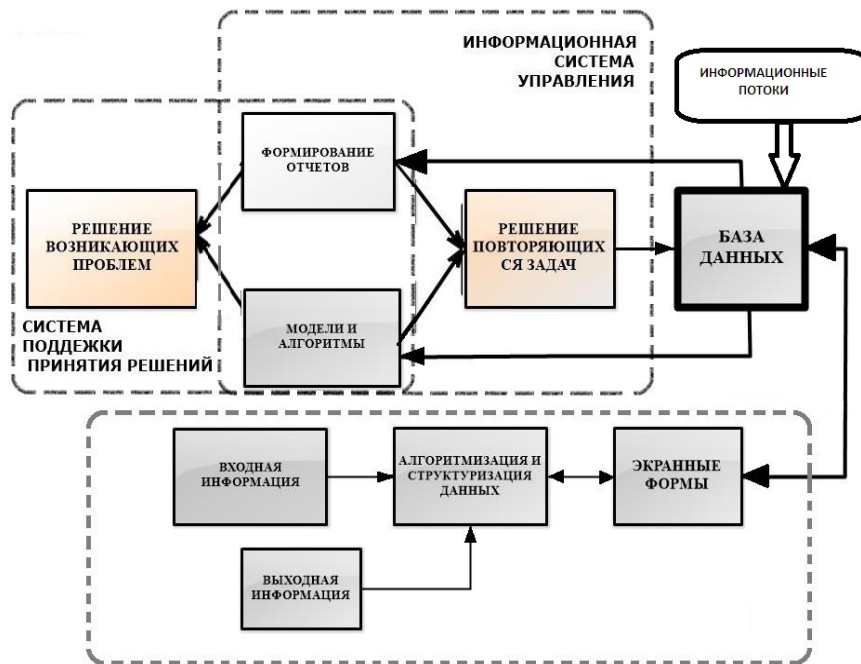 ИНФОРМАЦИОННАЯ
СИСТЕМА
УПРАВЛЕНИЯ
ИНФОРМАЦИОННЫЕ
ПОТОКИ
ФОРМИРОВАНИЕ
ОТЧЕТОВ
РЕШЕНИЕ
ВОЗНИКАЮЩИХ
ПРОБЛЕМ
РЕШЕНИЕ
ПОВТОРЯЮЩИХ
СЯ ЗАДАЧ
БАЗА
ДАННЫХ
МОДЕЛИ И
АЛГОРИТМЫ
СИСТЕМА
ПОДДЕЖКИ
ПРИНЯТИЯ РЕШЕНИЙ
ВХОДНАЯ
ИНФОРМАЦИЯ
АЛГОРИТМИЗАЦИЯ И
СТРУКТУРИЗАЦИЯ
ДАННЫХ
ЭКРАННЫЕ
ФОРМЫ
ВЫХОДНАЯ
ИНФОРМАЦИЯ